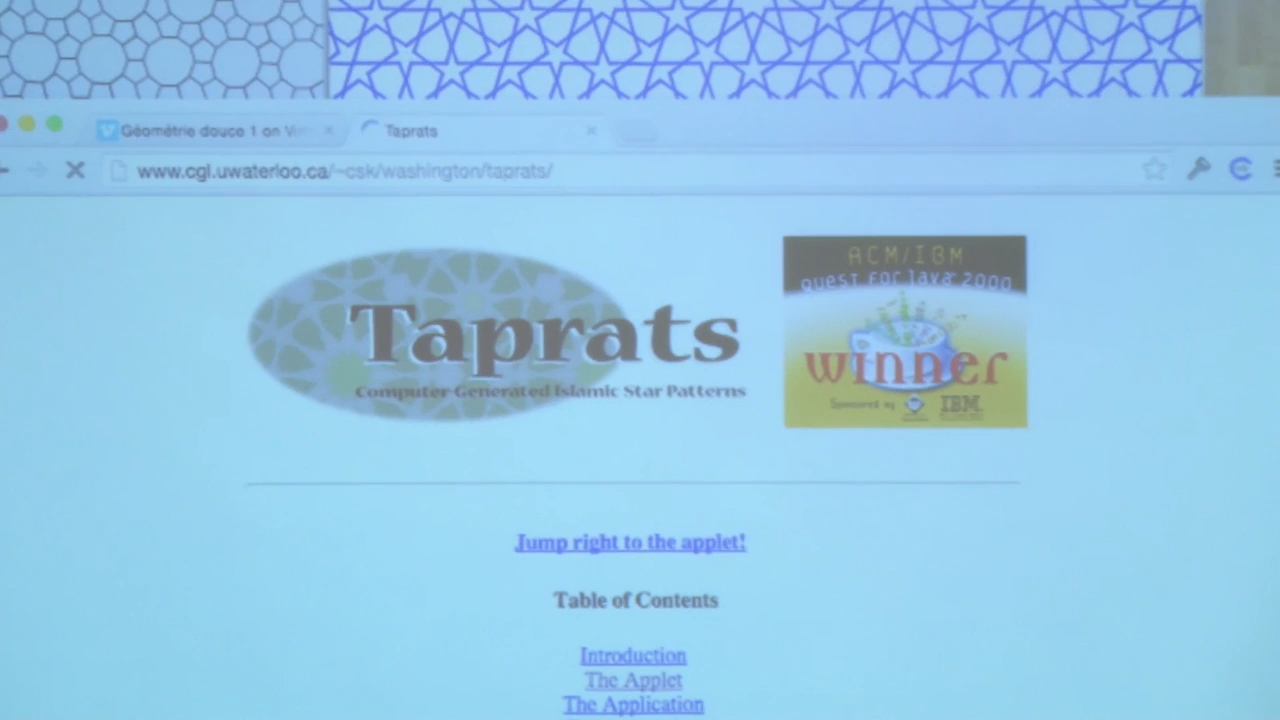 Géométrie douce 1 on Vim
Taprats
www.cgl.uwaterloo.ca/~csk/washington/taprats/
Taprats
Computer-Generated Islamic Star Patterns
ACM/IBM
quest for Java 2000
winner
Sponsored by
IBM
Jump right to the applet!
Table of Contents
Introduction
The Applet
The Application